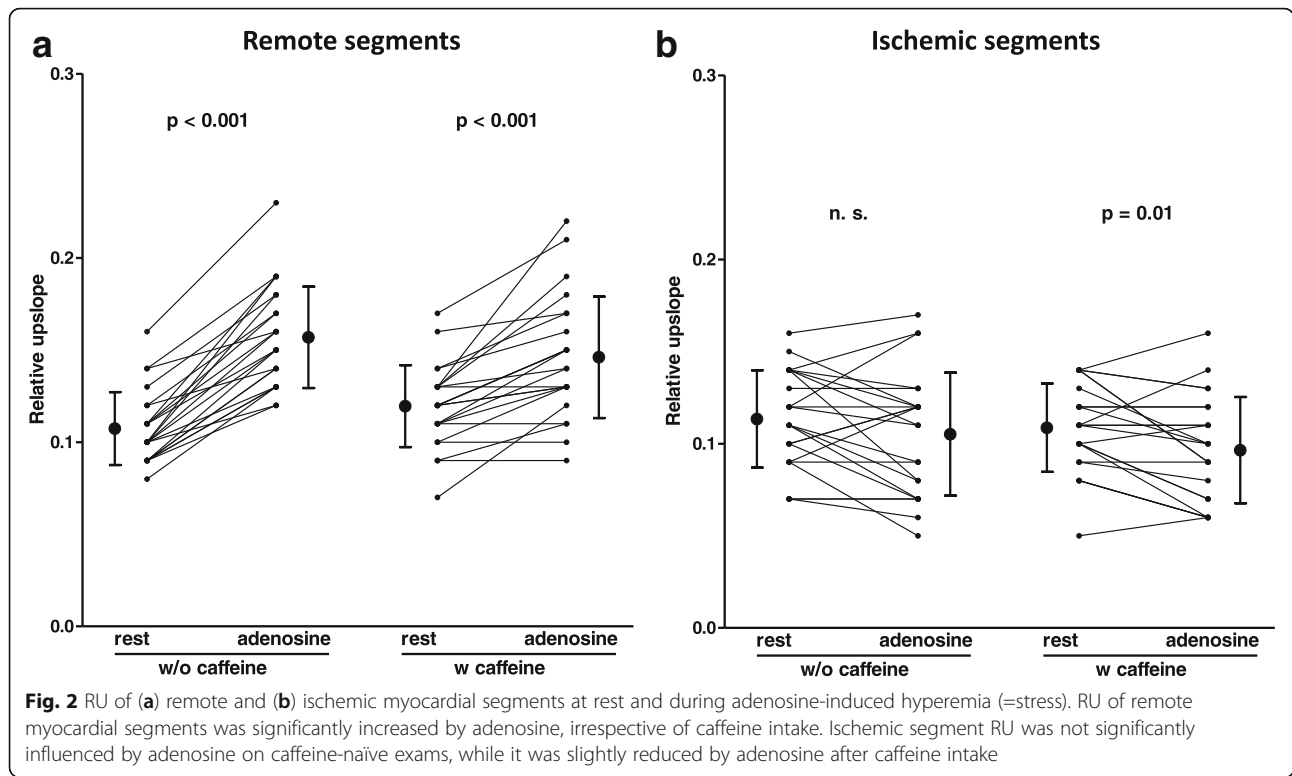 a Remote segments
0.3
p < 0.001 p < 0.001
0.2
Relative upslope
0.1
0.0
rest adenosine rest adenosine
w/o caffeine w caffeine
b Ischemic segments
0.3
n. s. p = 0.01
0.2
Relative upslope
0.1
0.0
rest adenosine rest adenosine
w/o caffeine w caffeine
Fig. 2 RU of (a) remote and (b) ischemic myocardial segments at rest and during adenosine-induced hyperemia (=stress). RU of remote
myocardial segments was significantly increased by adenosine, irrespective of caffeine intake. Ischemic segment RU was not significantly
influenced by adenosine on caffeine-naïve exams, while it was slightly reduced by adenosine after caffeine intake